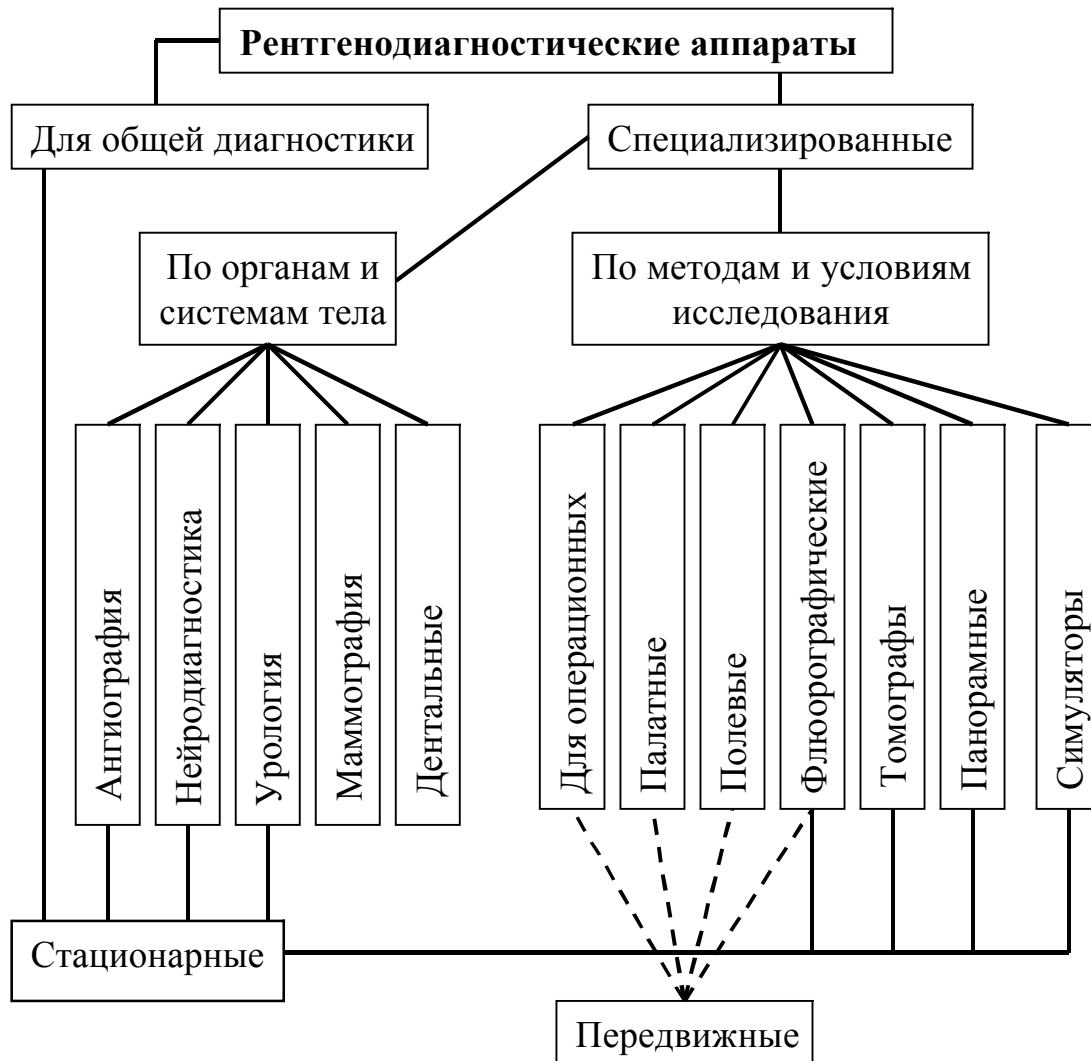 Рентгенодиагностические аппараты
Для общей диагностики
Специализированные
По органам и
системам тела
По методам и условиям
исследования
Ангиография
Нейродиагностика
Урология
Маммография
Дентальные
Для операционных
Палатные
Полевые
Флюорографические
Томографы
Панорамные
Симуляторы
Стационарные
Передвижные